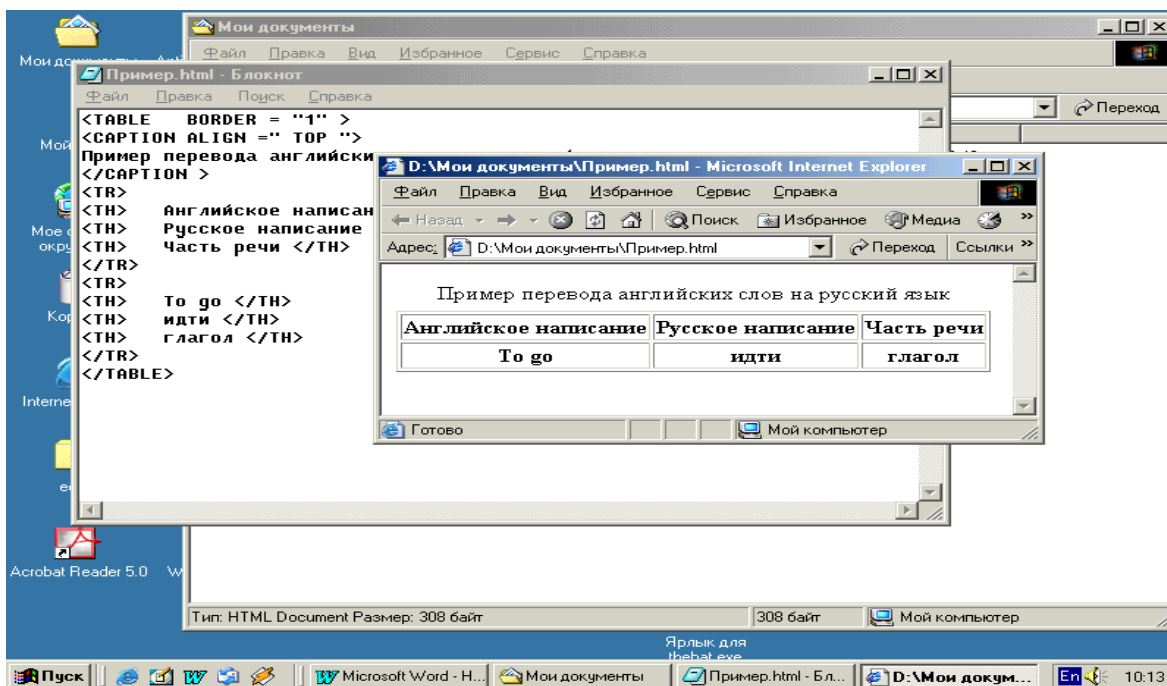 Мои документы
Файл Правка Вид Избранное Сервис Справка
Переход
Пример.html - Блокнот
Файл Правка Поиск Справка
<TABLE BORDER = "1" >
<CAPTION ALIGN =" TOP ">
Пример перевода английски
</CAPTION >
<TR>
<TH> Английское написан
<TH> Русское написание
<TH> Часть речи </TH>
</TR>
<TR>
<TH> To go </TH>
<TH> идти </TH>
<TH> глагол </TH>
</TR>
</TABLE>
D:\Мои документы\Пример.html - Microsoft Internet Explorer
Файл Правка Вид Избранное Сервис Справка
Назад Поиск Избранное Медиа »
Адрес: D:\Мои документы\Пример.html Переход Ссылки »
Пример перевода английских слов на русский язык
Английское написание Русское написание Часть речи
To go идти глагол
Готово Мой компьютер
Мои
Мой
Мое
окру
Interne
Acrobat Reader 5.0 W
Тип: HTML Document Размер: 308 байт 308 байт Мой компьютер
Ярлык для
thebat.exe
Пуск Microsoft Word - Н... Мои документы Пример.html - Бл... D:\Мои докум... En 10:13